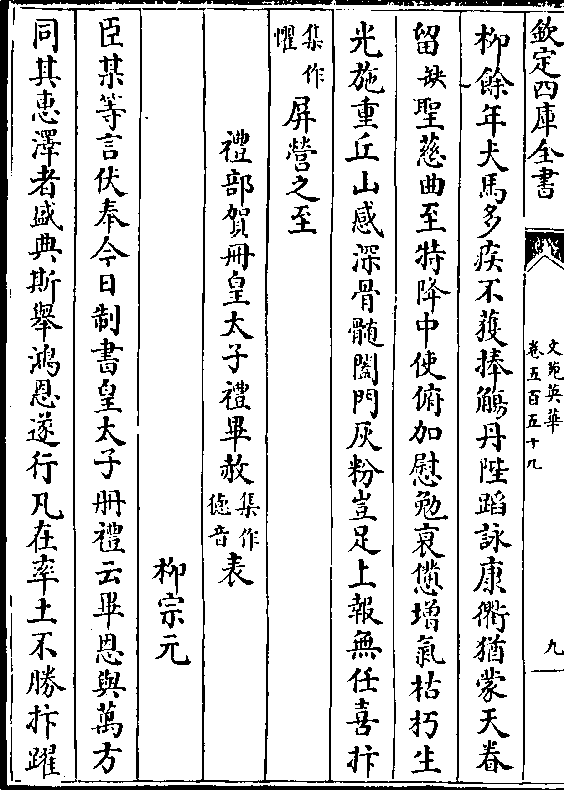 欽定四庫全書
文苑英華
卷五百五十九
九
柳餘年犬馬多疾不獲捧觴丹陛蹈詠康衢猶蒙天眷
留缺聖慈曲至特降中使俯加慰勉哀憊增氣枯朽生
光施重丘山感深骨髄闔門灰粉豈足上報無任喜抃
集作懼屏營之至
禮部賀冊皇太子禮畢赦集作德音表
柳宗元
臣某等言伏奉今日制書皇太子冊禮云畢恩與萬方
同其惠澤者盛典斯舉鴻恩遂行凡在率土不勝抃躍